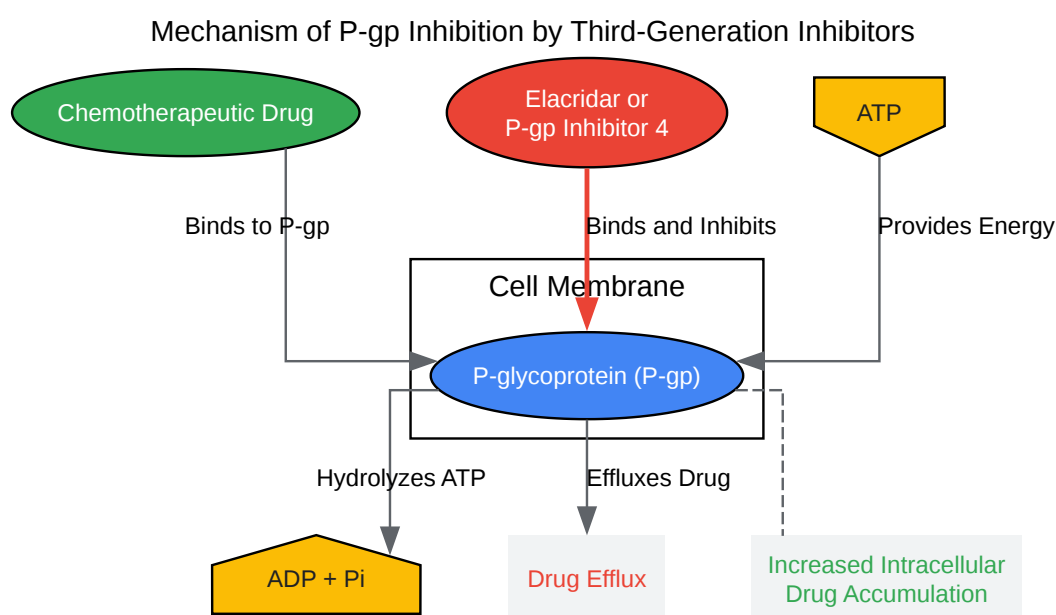 Mechanism of P-gp Inhibition by Third-Generation Inhibitors
Chemotherapeutic Drug
Elacridar or
P-gp Inhibitor 4
ATP
Binds to P-gp
Binds and Inhibits
Provides Energy
Cell Membrane
P-glycoprotein (P-gp)
Hydrolyzes ATP
Effluxes Drug
ADP + Pi
Drug Efflux
Increased Intracellular
Drug Accumulation